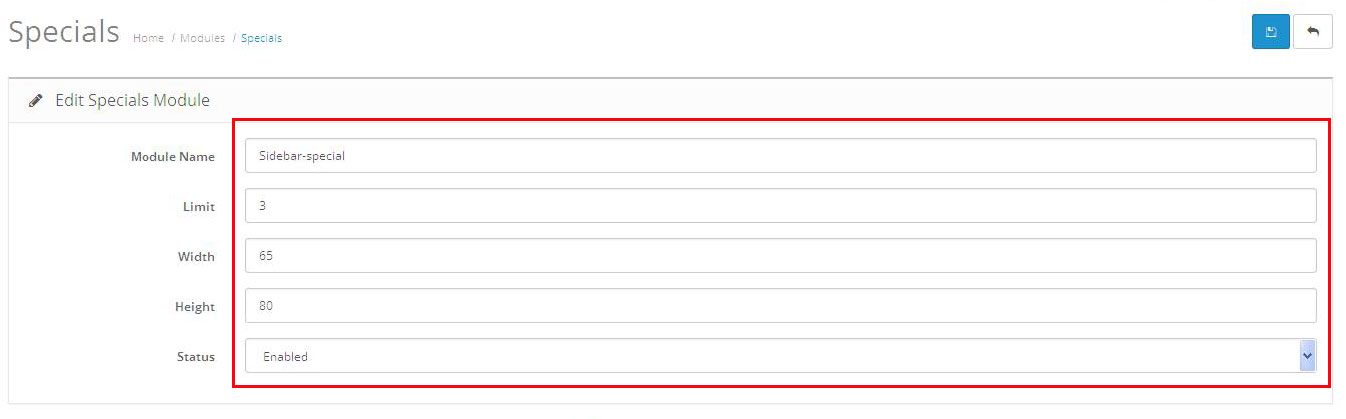 Specials Home / Modules / Specials
Edit Specials Module
Module Name Sidebar-special
Limit 3
Width 65
Height 80
Status Enabled